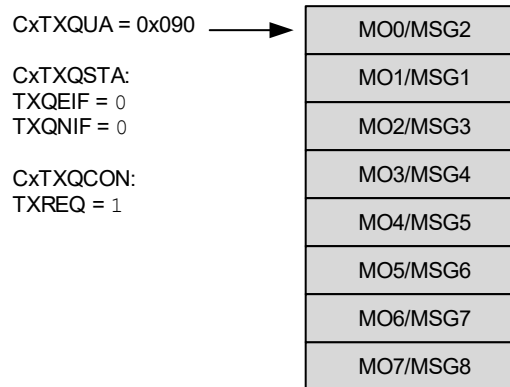 CxTXQUA = 0x090
CxTXQSTA:
TXQEIF = 0
TXQNIF = 0
CxTXQCON:
TXREQ = 1
MO0/MSG2
MO1/MSG1
MO2/MSG3
MO3/MSG4
MO4/MSG5
MO5/MSG6
MO6/MSG7
MO7/MSG8